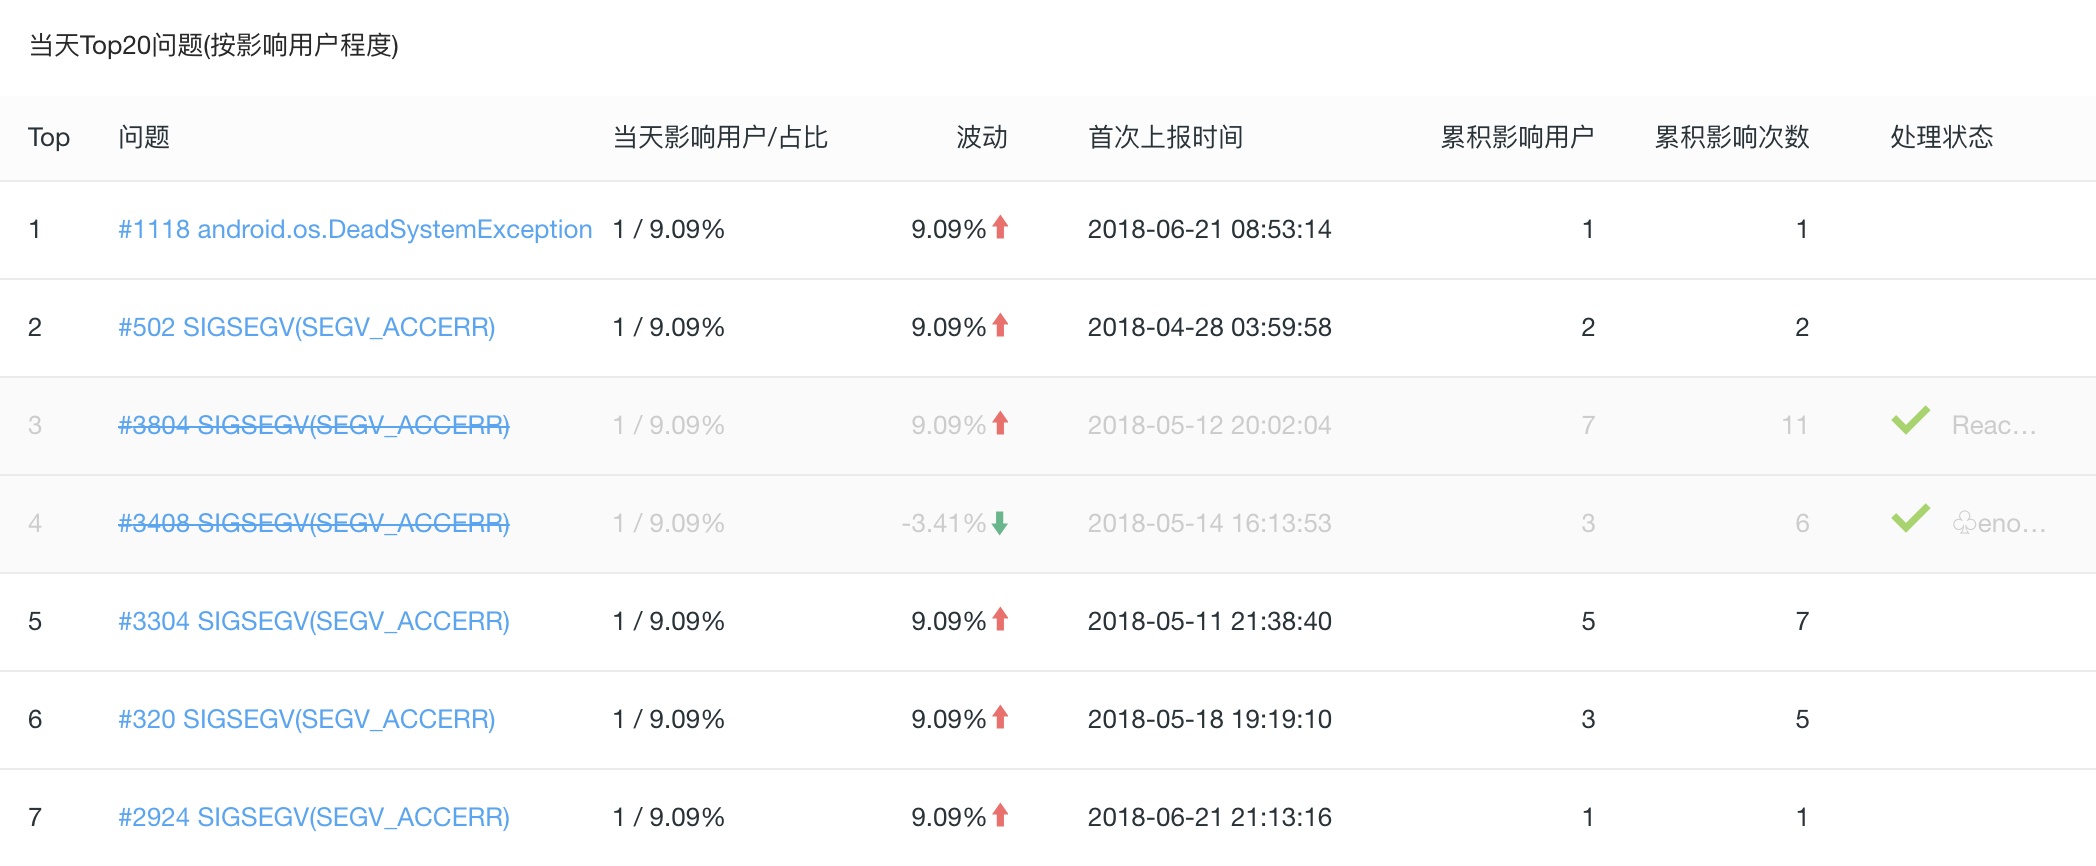 当天Top20问题(按影响用户程度)
Top 问题 当天影响用户/占比 波动 首次上报时间 累积影响用户 累积影响次数 处理状态
1 #1118 android.os.DeadSystemException 1 / 9.09% 9.09% 2018-06-21 08:53:14 1 1
2 #502 SIGSEGV(SEGV_ACCERR) 1 / 9.09% 9.09% 2018-04-28 03:59:58 2 2
3 #3804 SIGSEGV(SEGV_ACCERR) 1 / 9.09% 9.09% 2018-05-12 20:02:04 7 11 Reac...
4 #3408 SIGSEGV(SEGV_ACCERR) 1 / 9.09% -3.41% 2018-05-14 16:13:53 3 6 ♧eno...
5 #3304 SIGSEGV(SEGV_ACCERR) 1 / 9.09% 9.09% 2018-05-11 21:38:40 5 7
6 #320 SIGSEGV(SEGV_ACCERR) 1 / 9.09% 9.09% 2018-05-18 19:19:10 3 5
7 #2924 SIGSEGV(SEGV_ACCERR) 1 / 9.09% 9.09% 2018-06-21 21:13:16 1 1